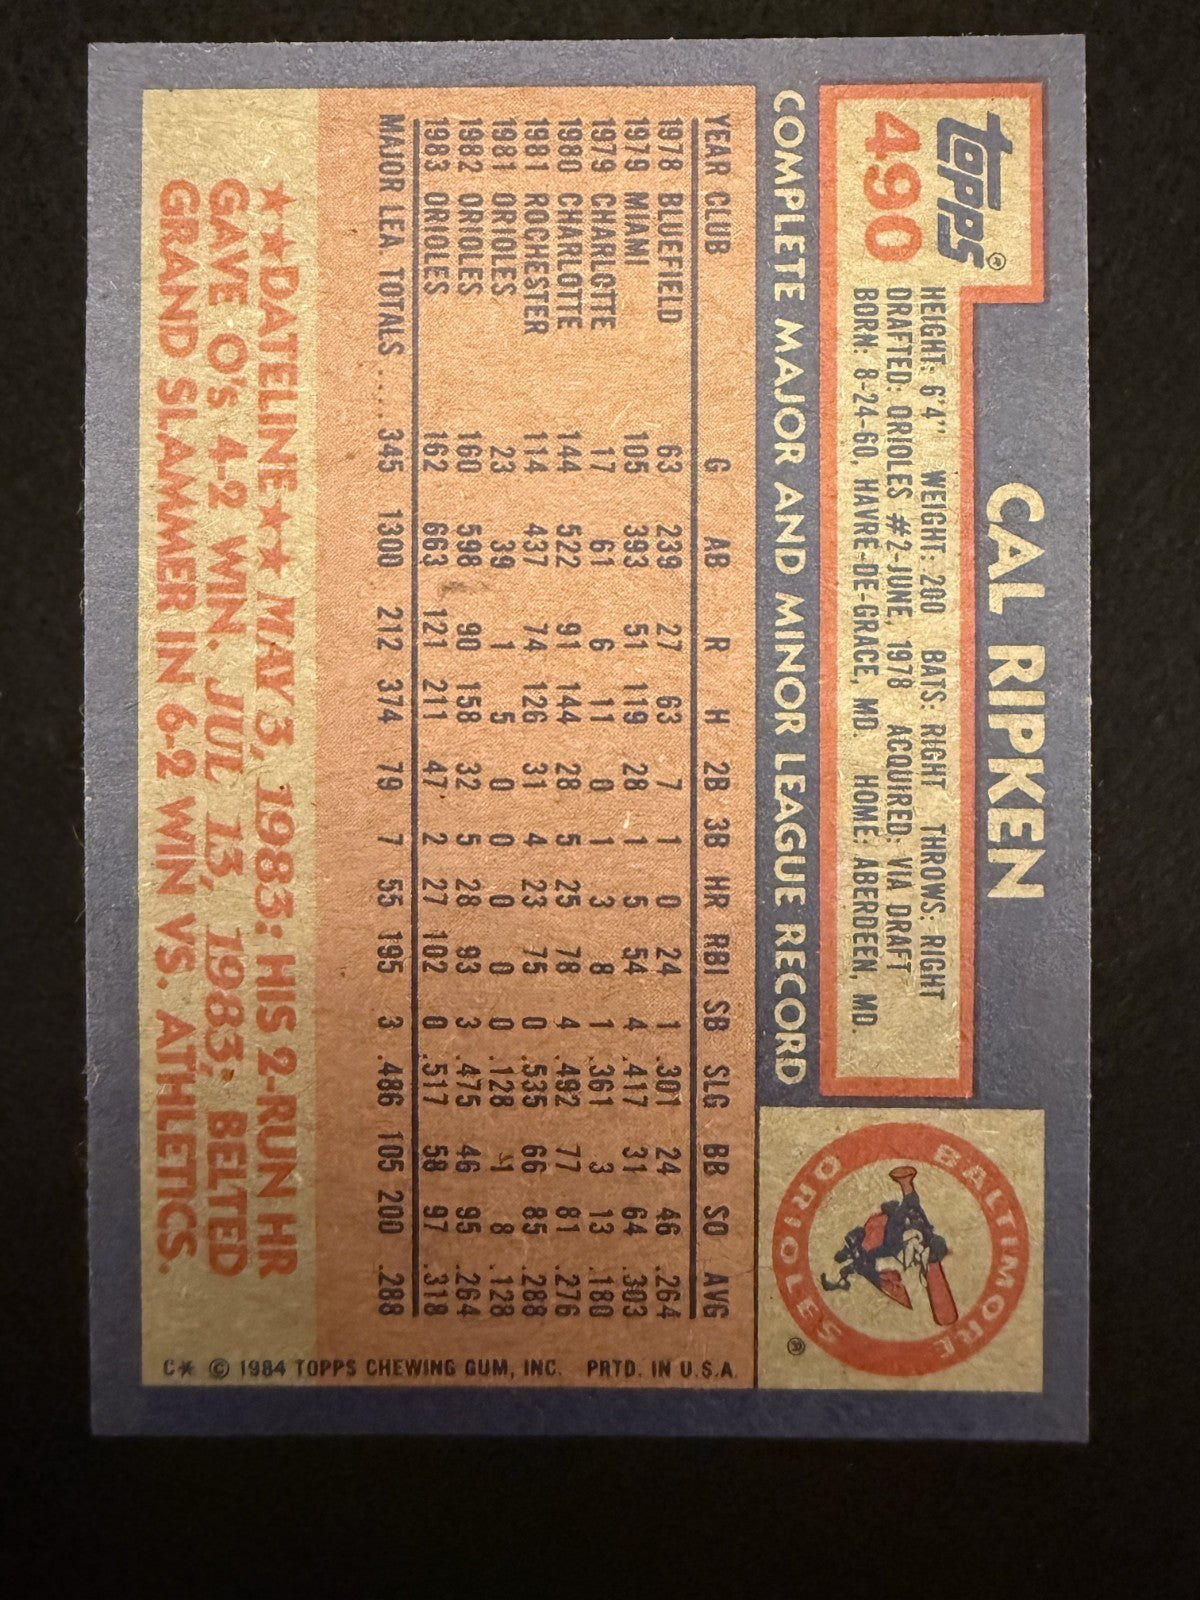 topps®
490
CAL RIPKEN
HEIGHT: 6'4" WEIGHT: 200 BATS: RIGHT THROWS: RIGHT
DRAFTED: ORIOLES #2-JUNE, 1978 ACQUIRED: VIA DRAFT
BORN: 8-24-60, HAVRE-DE-GRACE, MD. HOME: ABERDEEN, MD.
BALTIMORE
ORIOLES
®
COMPLETE MAJOR AND MINOR LEAGUE RECORD
YEAR CLUB G AB R H 2B 3B HR RBI SB SLG BB SO AVG
1978 BLUEFIELD 63 239 27 63 7 1 0 24 1 .301 24 46 .264
1979 MIAMI 105 393 51 119 28 1 5 54 4 .417 31 64 .303
1979 CHARLOTTE 17 61 6 11 0 1 3 8 1 .361 3 13 .180
1980 CHARLOTTE 144 522 91 144 28 5 25 78 4 .492 77 81 .276
1981 ROCHESTER 114 437 74 126 31 4 23 75 0 .535 66 85 .288
1981 ORIOLES 23 39 1 5 0 0 0 0 0 .128 1 8 .128
1982 ORIOLES 160 598 90 158 32 5 28 93 3 .475 46 95 .264
1983 ORIOLES 162 663 121 211 47 2 27 102 0 .517 58 97 .318
MAJOR LEA. TOTALS ..... 345 1300 212 374 79 7 55 195 3 .486 105 200 .288
★★DATELINE★★ MAY 3, 1983: HIS 2-RUN HR
GAVE O's 4-2 WIN. JUL 13, 1983; BELTED
GRAND SLAMMER IN 6-2 WIN VS. ATHLETICS.
C* © 1984 TOPPS CHEWING GUM, INC. PRTD. IN U.S.A.